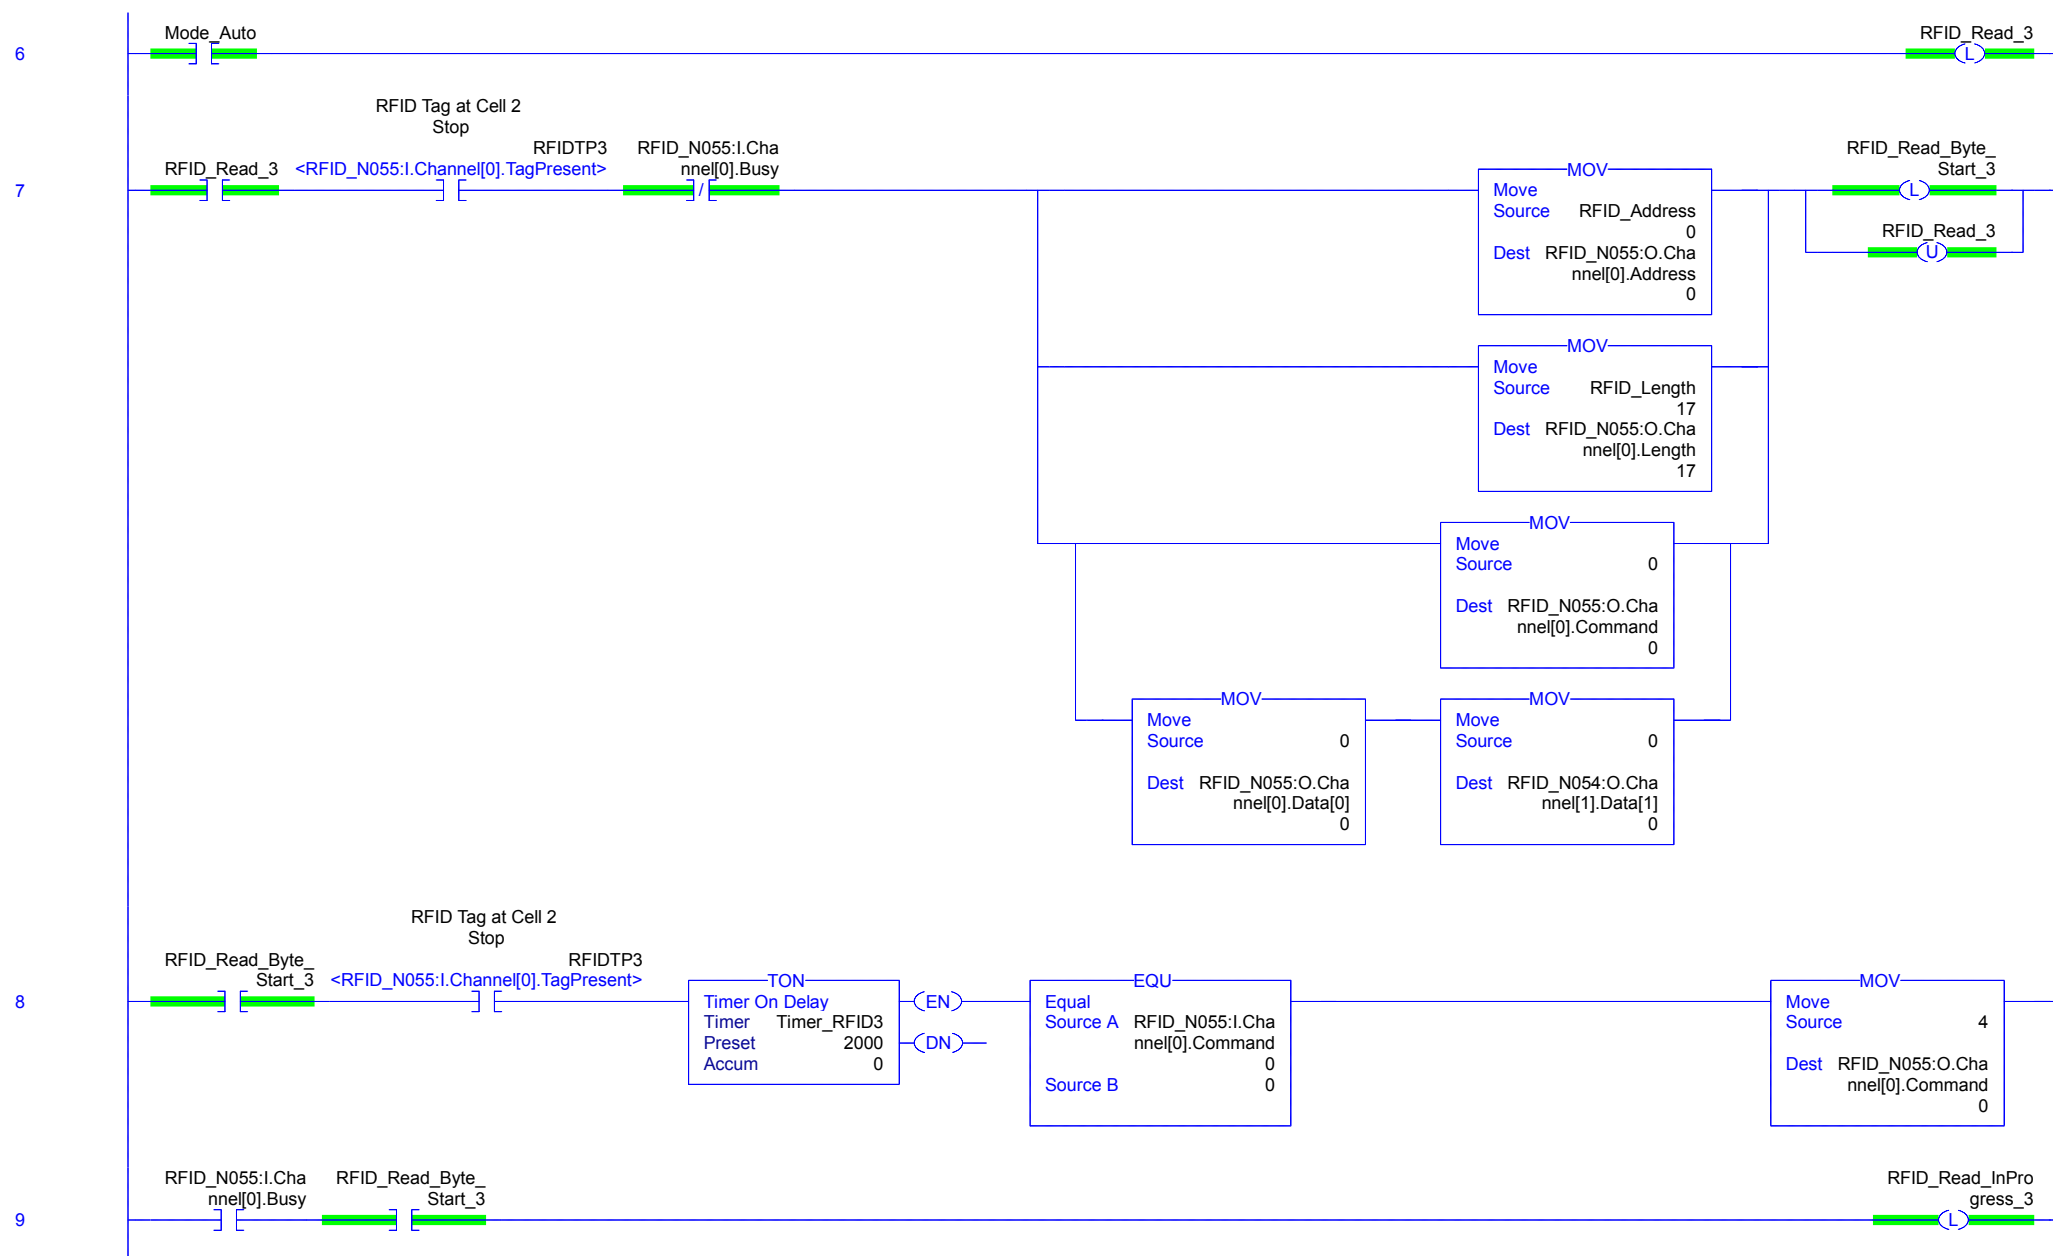 Mode_Auto
RFID_Read_3
6
L
RFID Tag at Cell 2
Stop
RFIDTP3
RFID_Read_3
<RFID_N055:I.Channel[0].TagPresent>
RFID_N055:I.Cha
nnel[0].Busy
7
/
MOV
Move
Source RFID_Address
0
Dest RFID_N055:O.Cha
nnel[0].Address
0
RFID_Read_Byte_
Start_3
L
RFID_Read_3
U
MOV
Move
Source RFID_Length
17
Dest RFID_N055:O.Cha
nnel[0].Length
17
MOV
Move
Source 0
Dest RFID_N055:O.Cha
nnel[0].Command
0
MOV
Move
Source 0
Dest RFID_N055:O.Cha
nnel[0].Data[0]
0
MOV
Move
Source 0
Dest RFID_N054:O.Cha
nnel[1].Data[1]
0
RFID Tag at Cell 2
Stop
RFIDTP3
RFID_Read_Byte_
Start_3
<RFID_N055:I.Channel[0].TagPresent>
8
TON
Timer On Delay
Timer Timer_RFID3
Preset 2000
Accum 0
EN
DN
EQU
Equal
Source A RFID_N055:I.Cha
nnel[0].Command
0
Source B 0
MOV
Move
Source 4
Dest RFID_N055:O.Cha
nnel[0].Command
0
RFID_N055:I.Cha
nnel[0].Busy
RFID_Read_Byte_
Start_3
RFID_Read_InPro
gress_3
9
L